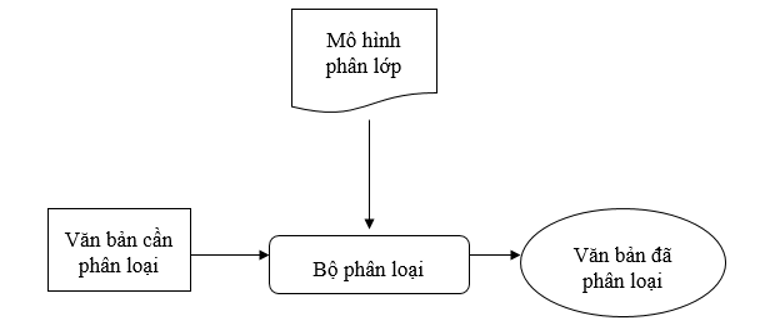 Mô hình
phân lớp
Văn bản cần
phân loại
Bộ phân loại
Văn bản đã
phân loại